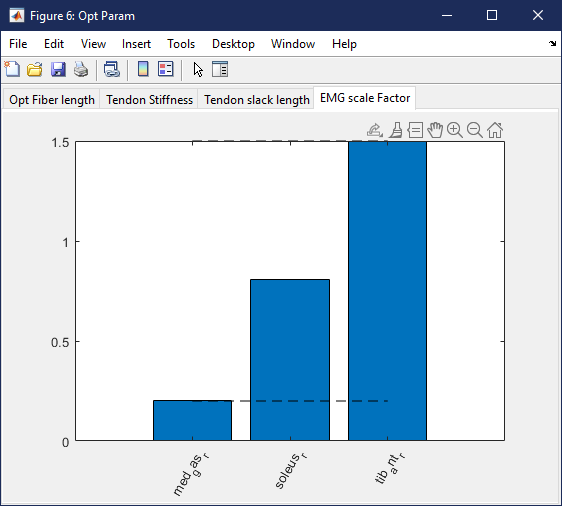 Figure 6: Opt Param
File Edit View Insert Tools Desktop Window Help
Opt Fiber length Tendon Stiffness Tendon slack length EMG scale Factor
1.5
1
0.5
0
med_gas_r soleus_r tib_ant_r